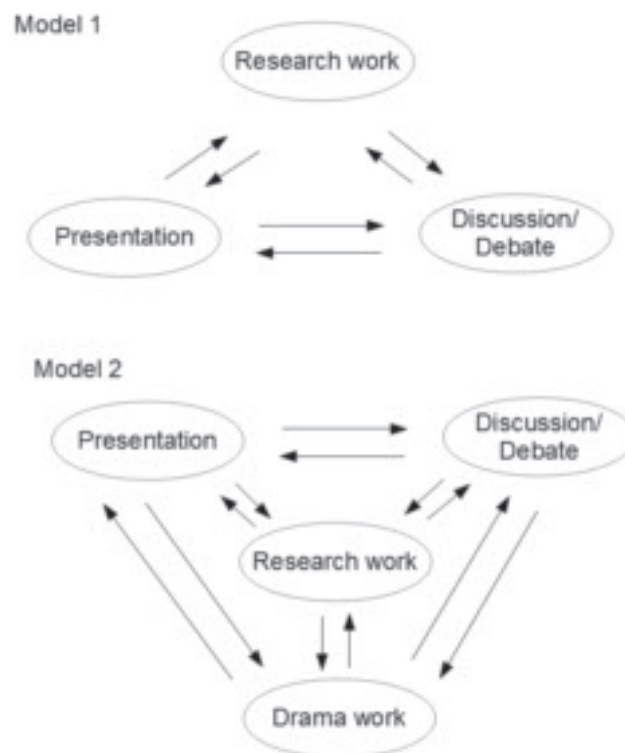 Model 1
Research work
Presentation
Discussion/
Debate
Model 2
Presentation
Discussion/
Debate
Research work
Drama work